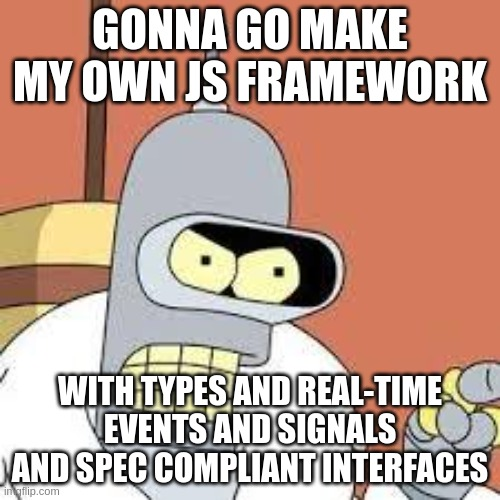 GONNA GO MAKE
MY OWN JS FRAMEWORK
WITH TYPES AND REAL-TIME
EVENTS AND SIGNALS
AND SPEC COMPLIANT INTERFACES
imgflip.com